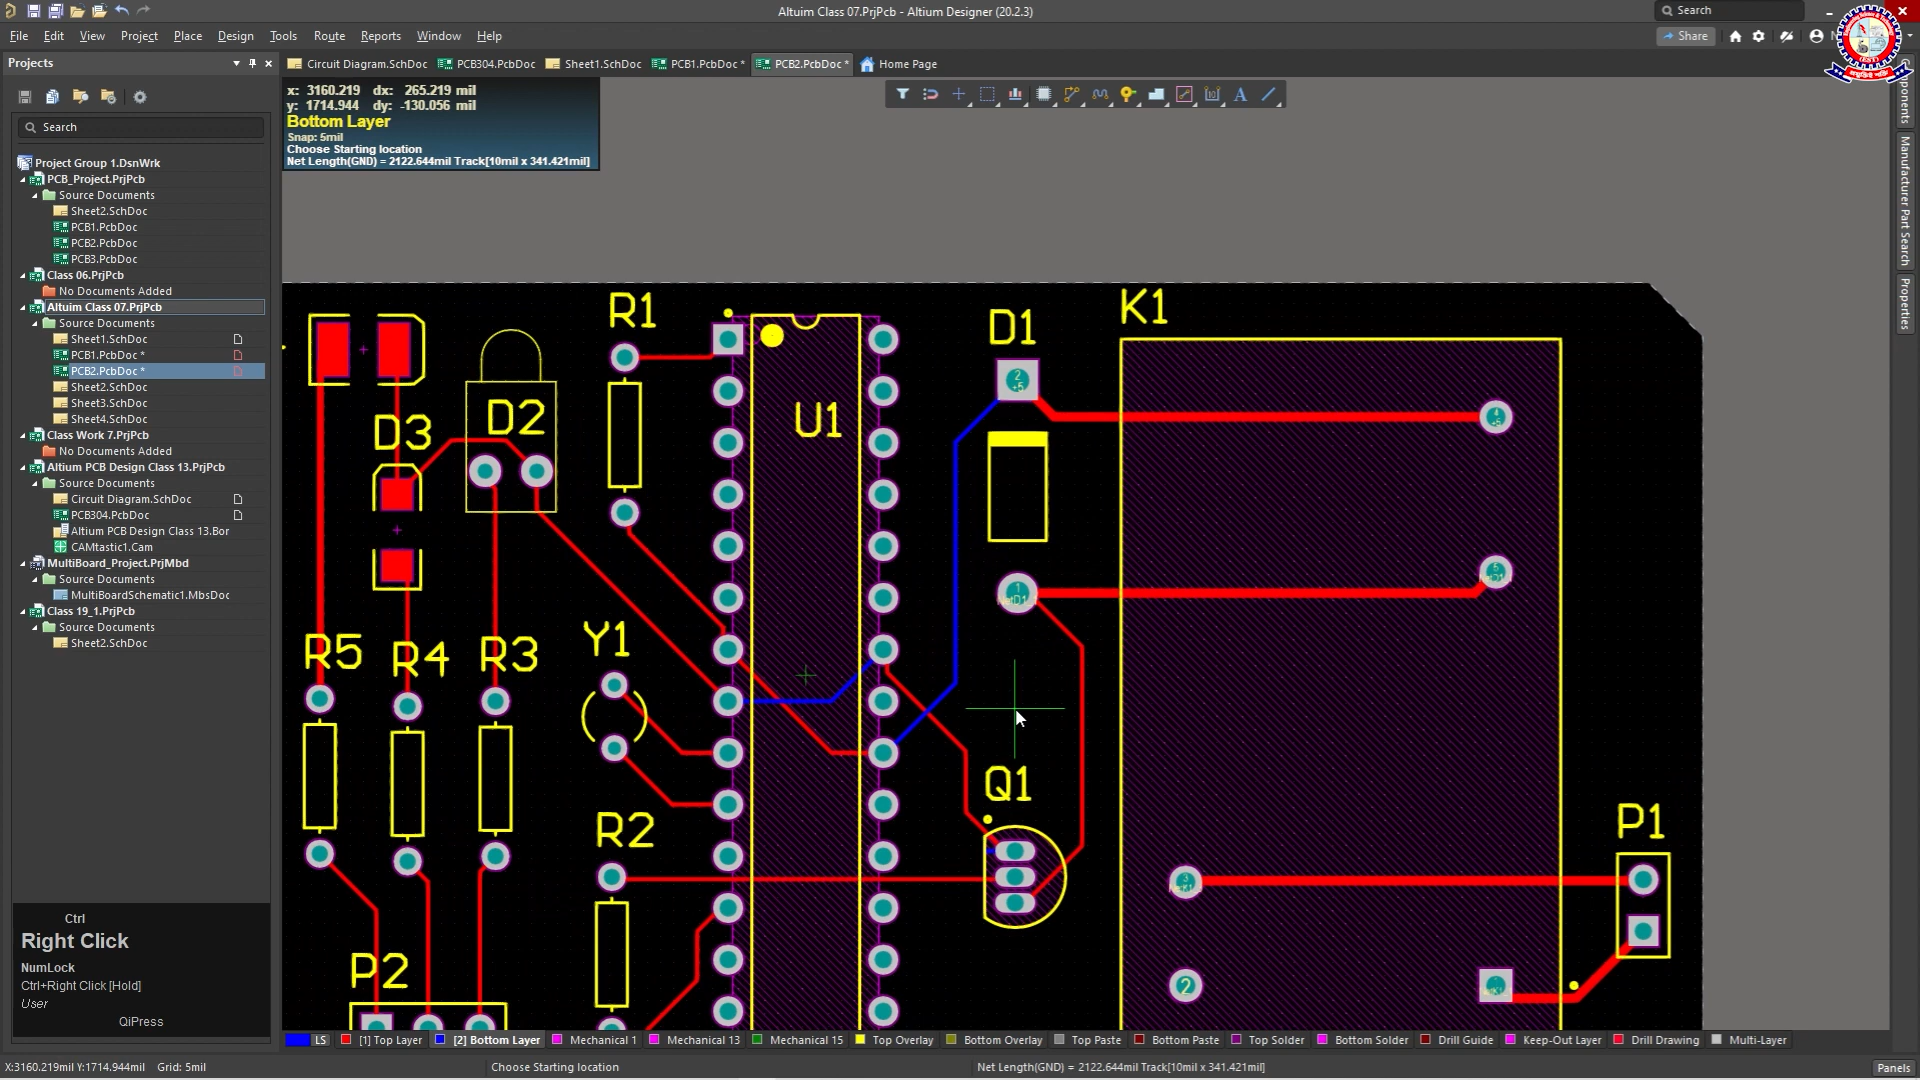 Altuim Class 07.PrjPcb - Altium Designer (20.2.3)
Search
File Edit View Project Place Design Tools Route Reports Window Help
Share
Projects
Circuit Diagram.SchDoc PCB304.PcbDoc Sheet1.SchDoc PCB1.PcbDoc * PCB2.PcbDoc * Home Page
x: 3160.219 dx: 265.219 mil
y: 1714.944 dy: -130.056 mil
Bottom Layer
Snap: 5mil
Choose Starting location
Net Length(GND) = 2122.644mil Track[10mil x 341.421mil]
Search
Project Group 1.DsnWrk
PCB_Project.PrjPcb
Source Documents
Sheet2.SchDoc
PCB1.PcbDoc
PCB2.PcbDoc
PCB3.PcbDoc
Class 06.PrjPcb
No Documents Added
Altuim Class 07.PrjPcb
Source Documents
Sheet1.SchDoc
PCB1.PcbDoc *
PCB2.PcbDoc *
Sheet2.SchDoc
Sheet3.SchDoc
Sheet4.SchDoc
Class Work 7.PrjPcb
No Documents Added
Altium PCB Design Class 13.PrjPcb
Source Documents
Circuit Diagram.SchDoc
PCB304.PcbDoc
Altium PCB Design Class 13.Bor
CAMtastic1.Cam
MultiBoard_Project.PrjMbd
Source Documents
MultiBoardSchematic1.MbsDoc
Class 19_1.PrjPcb
Source Documents
Sheet2.SchDoc
Ctrl
Right Click
NumLock
Ctrl+Right Click [Hold]
User
QiPress
R1
D1
K1
2
+5
4
+5
D3
D2
U1
5
1
R5
R4
R3
Y1
Q1
R2
P1
3
P2
2
Manufacturer Part Search
Properties
LS [1] Top Layer [2] Bottom Layer Mechanical 1 Mechanical 13 Mechanical 15 Top Overlay Bottom Overlay Top Paste Bottom Paste Top Solder Bottom Solder Drill Guide Keep-Out Layer Drill Drawing Multi-Layer
X:3160.219mil Y:1714.944mil Grid: 5mil
Choose Starting location
Net Length(GND) = 2122.644mil Track[10mil x 341.421mil]
Panels